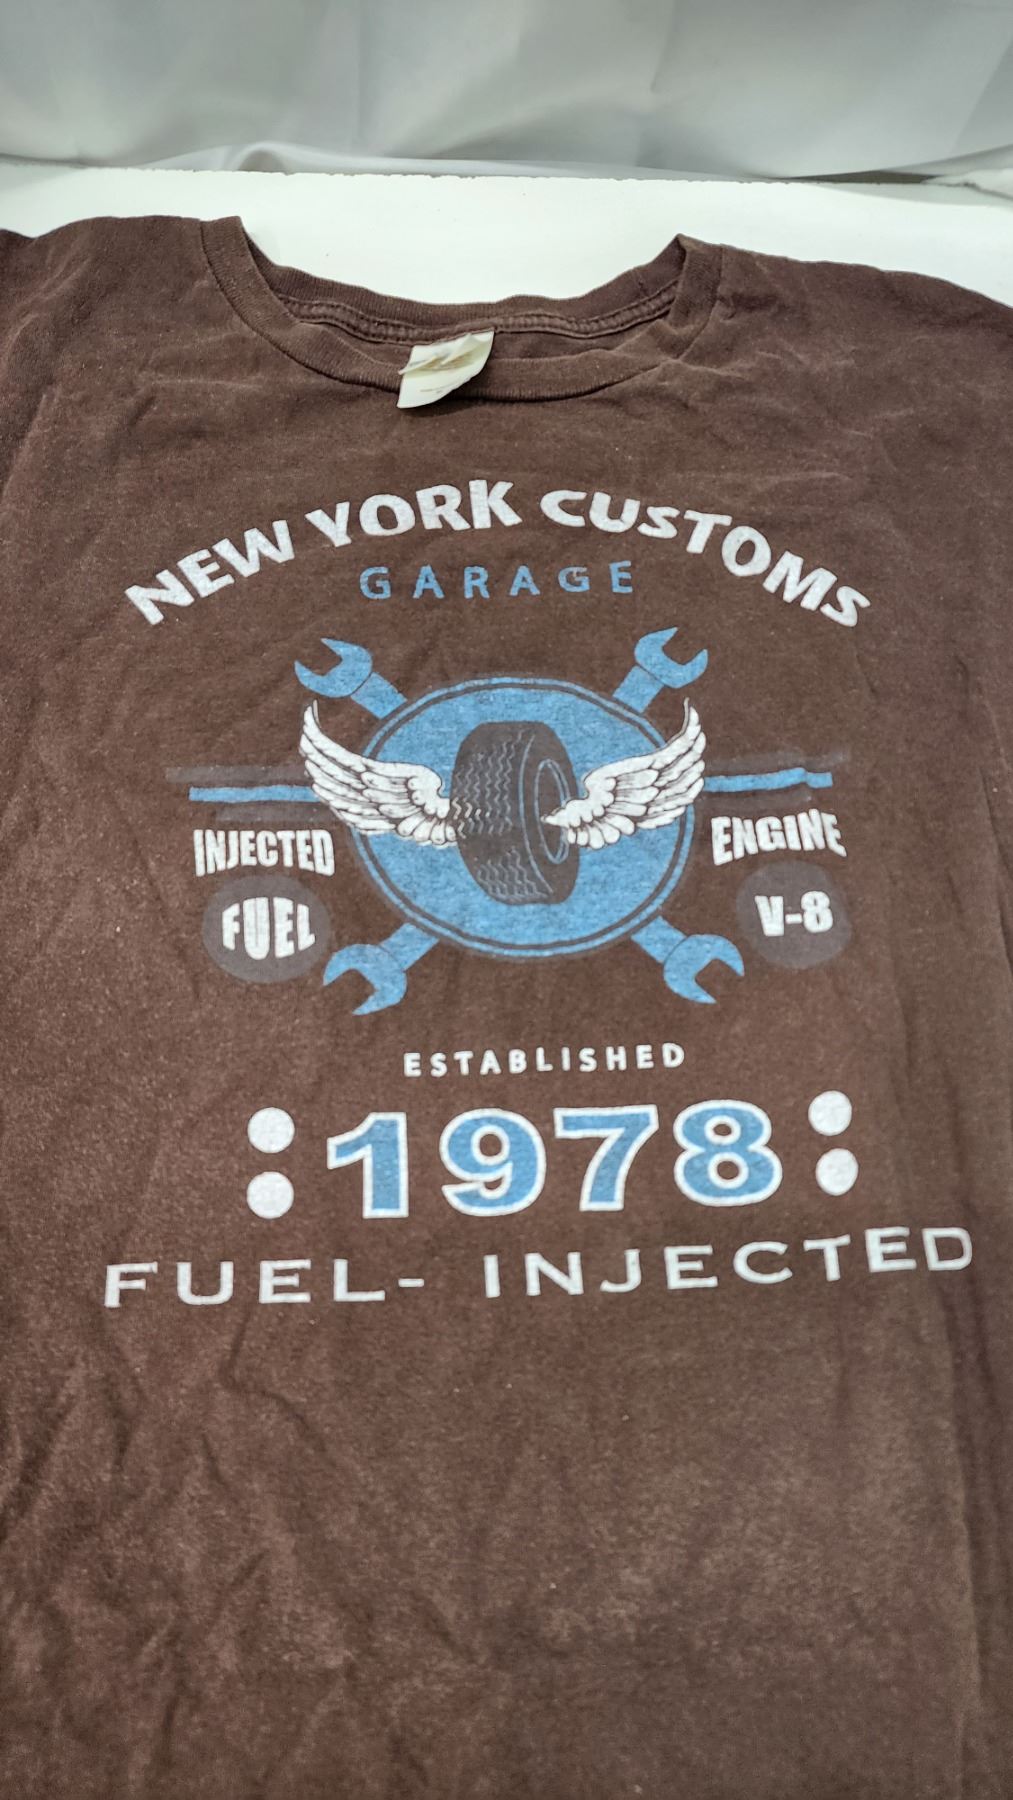 NEW YORK CUSTOMS
GARAGE
INJECTED
FUEL
ENGINE
V-8
ESTABLISHED
1978
FUEL- INJECTED